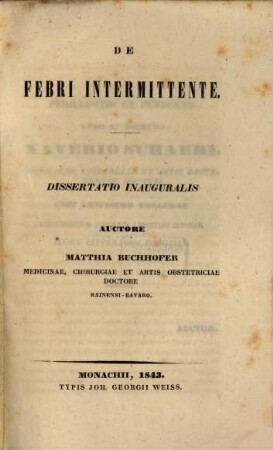 DE
FEBRI INTERMITTENTE.
DISSERTATIO INAUGURALIS
AUCTORE
MATTHIA BUCHHOFER
MEDICINAE, CHIRURGIAE ET ARTIS OBSTETRICIAE
DOCTORE
RAINENSI-BAVARO.
MONACHII, 1843.
TYPIS JOH. GEORGII WEISS.